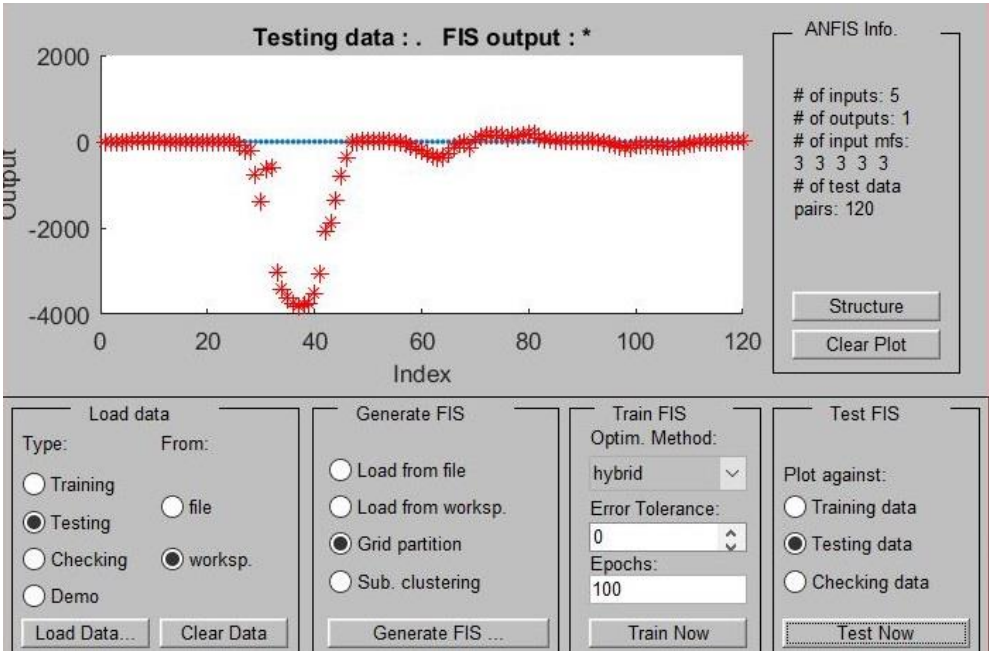 Testing data : .   FIS output : *
2000
0
-2000
-4000
Output
0 20 40 60 80 100 120
Index
ANFIS Info.
# of inputs: 5
# of outputs: 1
# of input mfs:
3 3 3 3 3
# of test data
pairs: 120
Structure
Clear Plot
Load data
Type: From:
Training
file
Testing
Checking worksp.
Demo
Load Data... Clear Data
Generate FIS
Load from file
Load from worksp.
Grid partition
Sub. clustering
Generate FIS ...
Train FIS
Optim. Method:
hybrid
Error Tolerance:
0
Epochs:
100
Train Now
Test FIS
Plot against:
Training data
Testing data
Checking data
Test Now